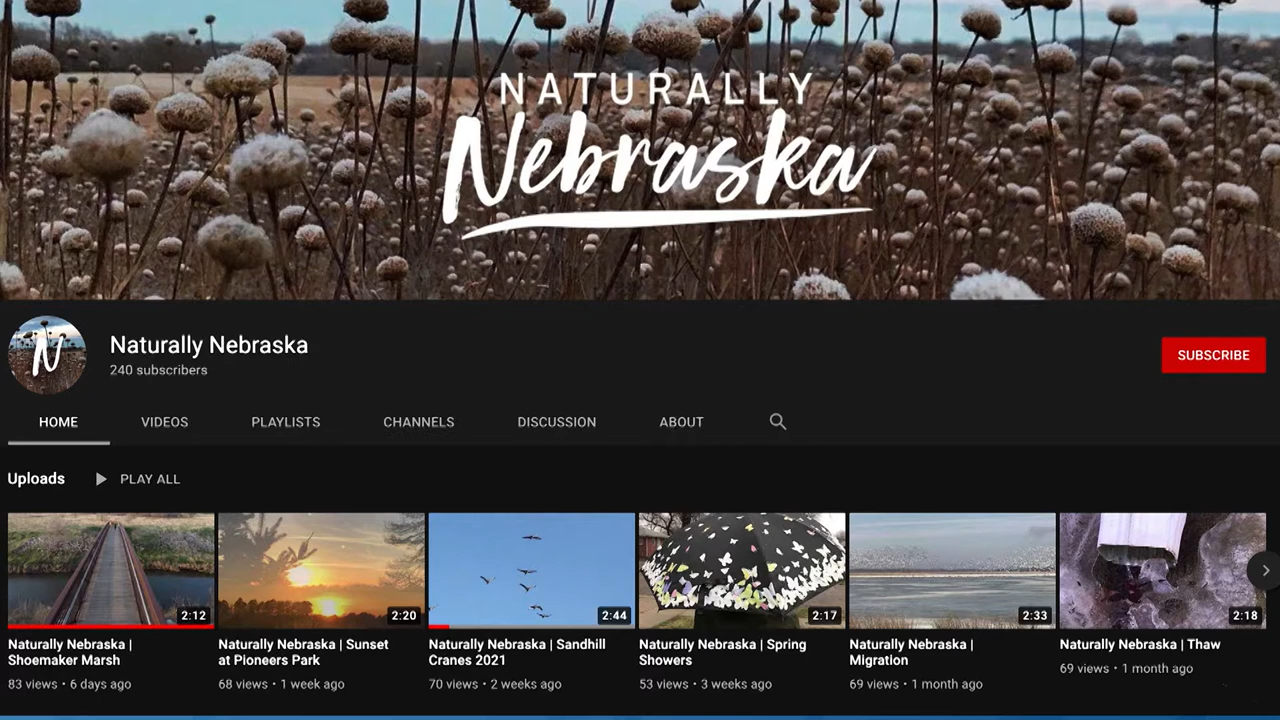 NATURALLY
Nebraska
N
Naturally Nebraska
240 subscribers
SUBSCRIBE
HOME VIDEOS PLAYLISTS CHANNELS DISCUSSION ABOUT
Uploads PLAY ALL
2:12 2:20 2:44 2:17 2:33 2:18
Naturally Nebraska |
Shoemaker Marsh
83 views • 6 days ago
Naturally Nebraska | Sunset
at Pioneers Park
68 views • 1 week ago
Naturally Nebraska | Sandhill
Cranes 2021
70 views • 2 weeks ago
Naturally Nebraska | Spring
Showers
53 views • 3 weeks ago
Naturally Nebraska |
Migration
69 views • 1 month ago
Naturally Nebraska | Thaw
69 views • 1 month ago